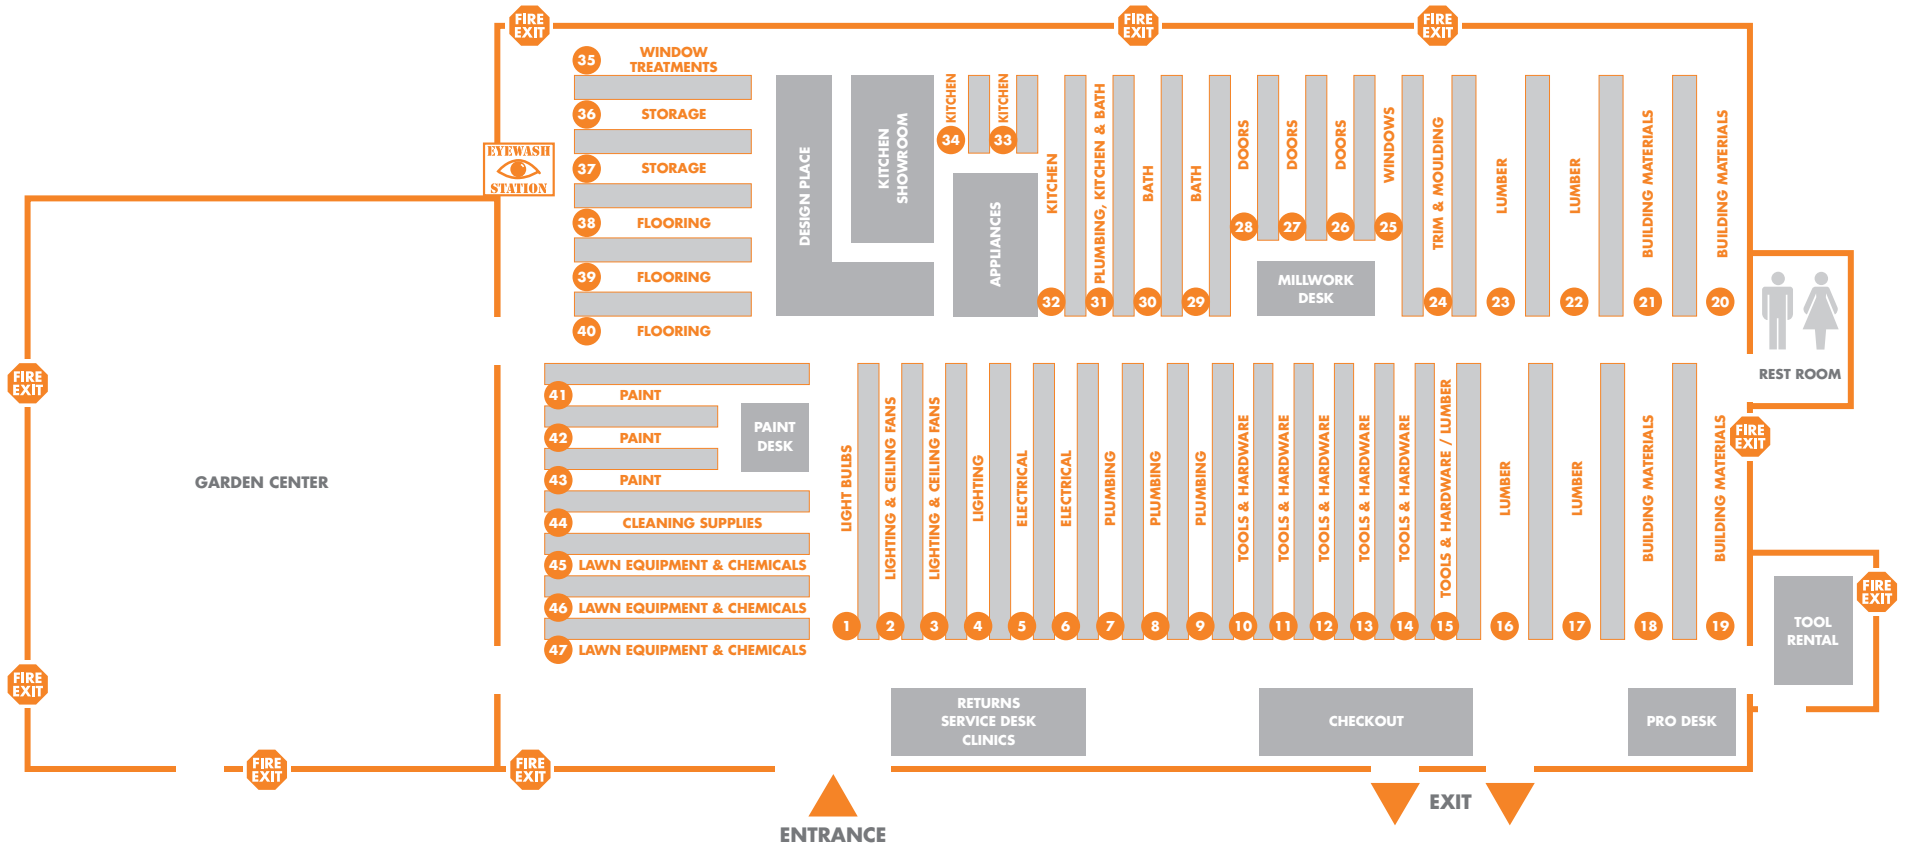 FIRE
EXIT
FIRE
EXIT
FIRE
EXIT
35 WINDOW
TREATMENTS
36 STORAGE
37 STORAGE
38 FLOORING
39 FLOORING
40 FLOORING
EYEWASH
STATION
DESIGN PLACE
KITCHEN
SHOWROOM
KITCHEN
34
KITCHEN
33
APPLIANCES
KITCHEN
32
PLUMBING, KITCHEN & BATH
31
BATH
30
BATH
29
DOORS
28
DOORS
27
DOORS
26
WINDOWS
25
MILLWORK
DESK
TRIM & MOULDING
24
LUMBER
23
LUMBER
22
BUILDING MATERIALS
21
BUILDING MATERIALS
20
REST ROOM
FIRE
EXIT
FIRE
EXIT
GARDEN CENTER
41 PAINT
42 PAINT
43 PAINT
PAINT
DESK
44 CLEANING SUPPLIES
45 LAWN EQUIPMENT & CHEMICALS
46 LAWN EQUIPMENT & CHEMICALS
47 LAWN EQUIPMENT & CHEMICALS
LIGHT BULBS
1
LIGHTING & CEILING FANS
2
LIGHTING & CEILING FANS
3
LIGHTING
4
ELECTRICAL
5
ELECTRICAL
6
PLUMBING
7
PLUMBING
8
PLUMBING
9
TOOLS & HARDWARE
10
TOOLS & HARDWARE
11
TOOLS & HARDWARE
12
TOOLS & HARDWARE
13
TOOLS & HARDWARE
14
TOOLS & HARDWARE / LUMBER
15
LUMBER
16
LUMBER
17
BUILDING MATERIALS
18
BUILDING MATERIALS
19
FIRE
EXIT
TOOL
RENTAL
FIRE
EXIT
RETURNS
SERVICE DESK
CLINICS
CHECKOUT
PRO DESK
FIRE
EXIT
FIRE
EXIT
EXIT
ENTRANCE